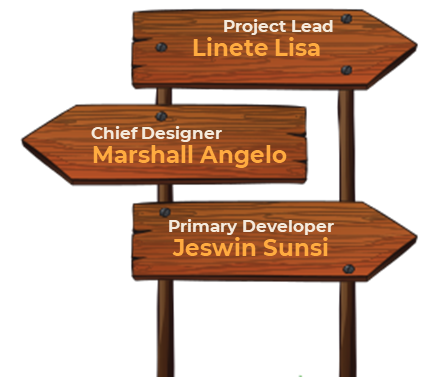 Project Lead
Linete Lisa
Chief Designer
Marshall Angelo
Primary Developer
Jeswin Sunsi